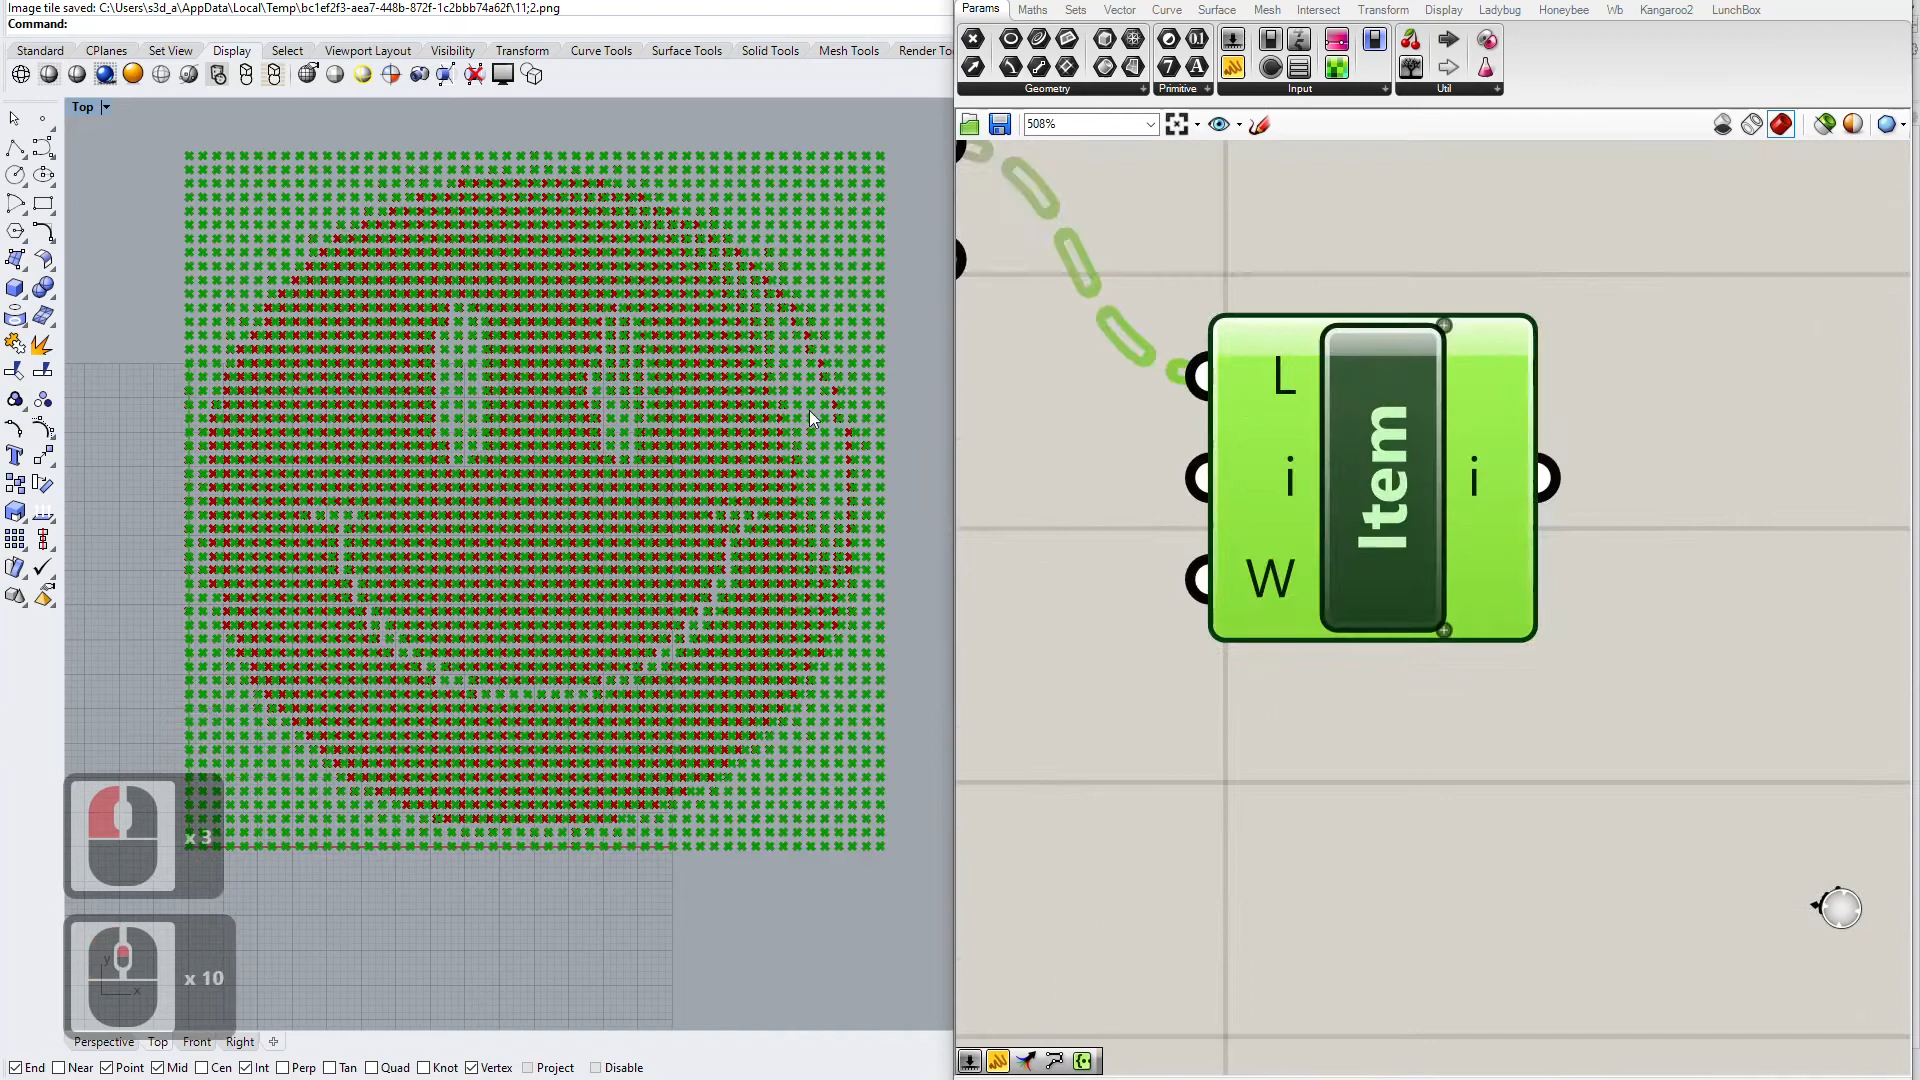 Image tile saved: C:\Users\s3d_a\AppData\Local\Temp\bc1ef2f3-aea7-448b-872f-1c2bbb74a62f\11;2.png
Command:
Standard CPlanes Set View Display Select Viewport Layout Visibility Transform Curve Tools Surface Tools Solid Tools Mesh Tools Render To
Top
x 3
y
x
x 10
Perspective Top Front Right
End Near Point Mid Cen Int Perp Tan Quad Knot Vertex Project Disable
Params Maths Sets Vector Curve Surface Mesh Intersect Transform Display Ladybug Honeybee Wb Kangaroo2 LunchBox
Geometry Primitive Input Util
508%
L
i
W
Item
i